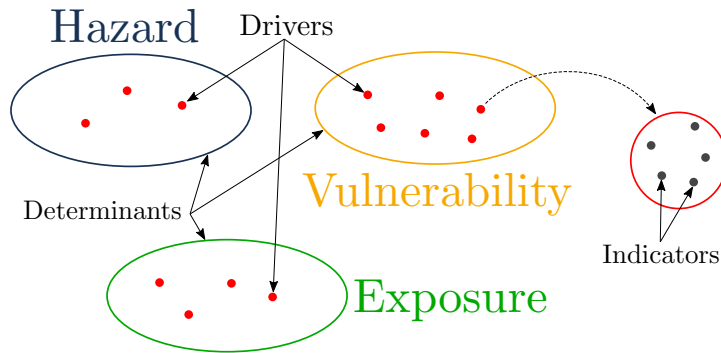 Hazard
Drivers
Vulnerability
Determinants
Indicators
Exposure